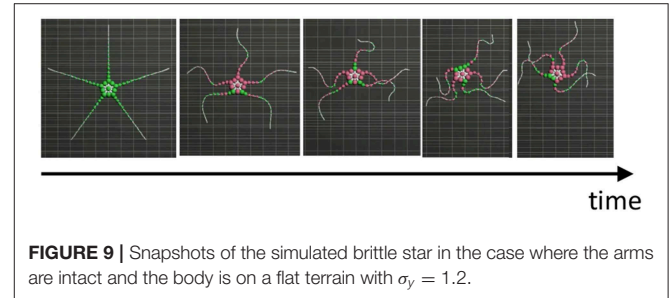 time
FIGURE 9 | Snapshots of the simulated brittle star in the case where the arms
are intact and the body is on a flat terrain with σy = 1.2.